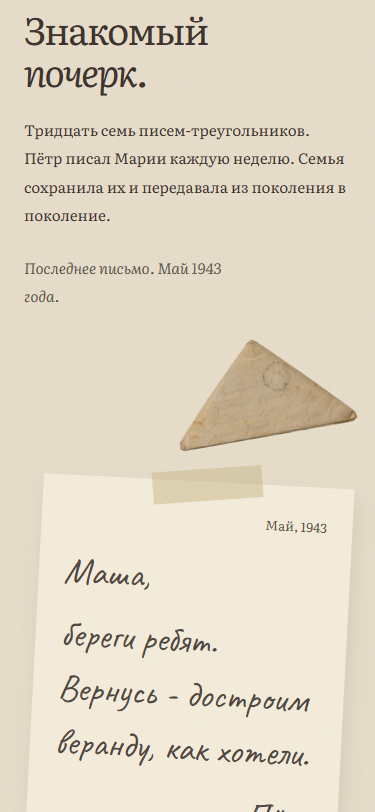 Знакомый
почерк.
Тридцать семь писем-треугольников.
Пётр писал Марии каждую неделю. Семья
сохранила их и передавала из поколения в
поколение.
Последнее письмо. Май 1943
года.
Май, 1943
Маша,
береги ребят.
Вернусь - достроим
веранду, как хотели.